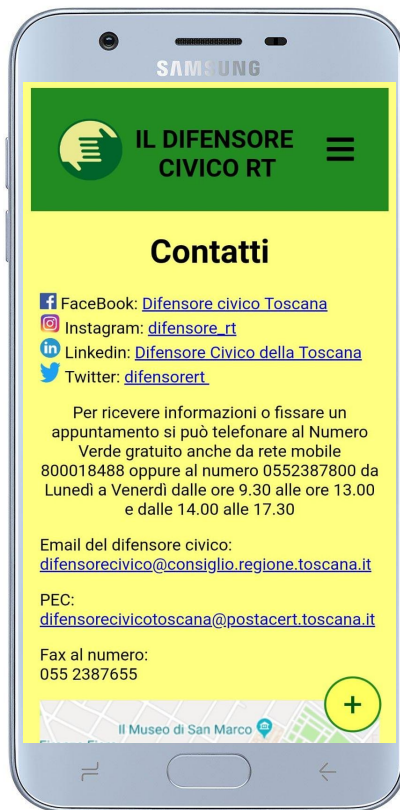 SAMSUNG
IL DIFENSORE
CIVICO RT
Contatti
FaceBook: Difensore civico Toscana
Instagram: difensore_rt
Linkedin: Difensore Civico della Toscana
Twitter: difensorert
Per ricevere informazioni o fissare un
appuntamento si può telefonare al Numero
Verde gratuito anche da rete mobile
800018488 oppure al numero 0552387800 da
Lunedì a Venerdì dalle ore 9.30 alle ore 13.00
e dalle 14.00 alle 17.30
Email del difensore civico:
difensorecivico@consiglio.regione.toscana.it
PEC:
difensorecivicotoscana@postacert.toscana.it
Fax al numero:
055 2387655
Il Museo di San Marco
+